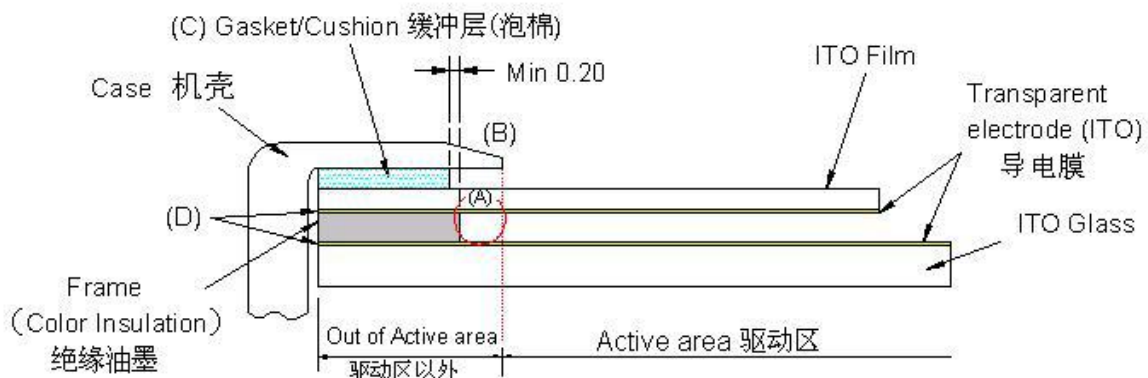 (C) Gasket/Cushion 缓冲层(泡棉)
Min 0.20
ITO Film
Case 机壳
(B)
Transparent
electrode (ITO)
导电膜
(A)
(D)
ITO Glass
Frame
（Color Insulation）
绝缘油墨
Out of Active area
驱动区以外
Active area 驱动区